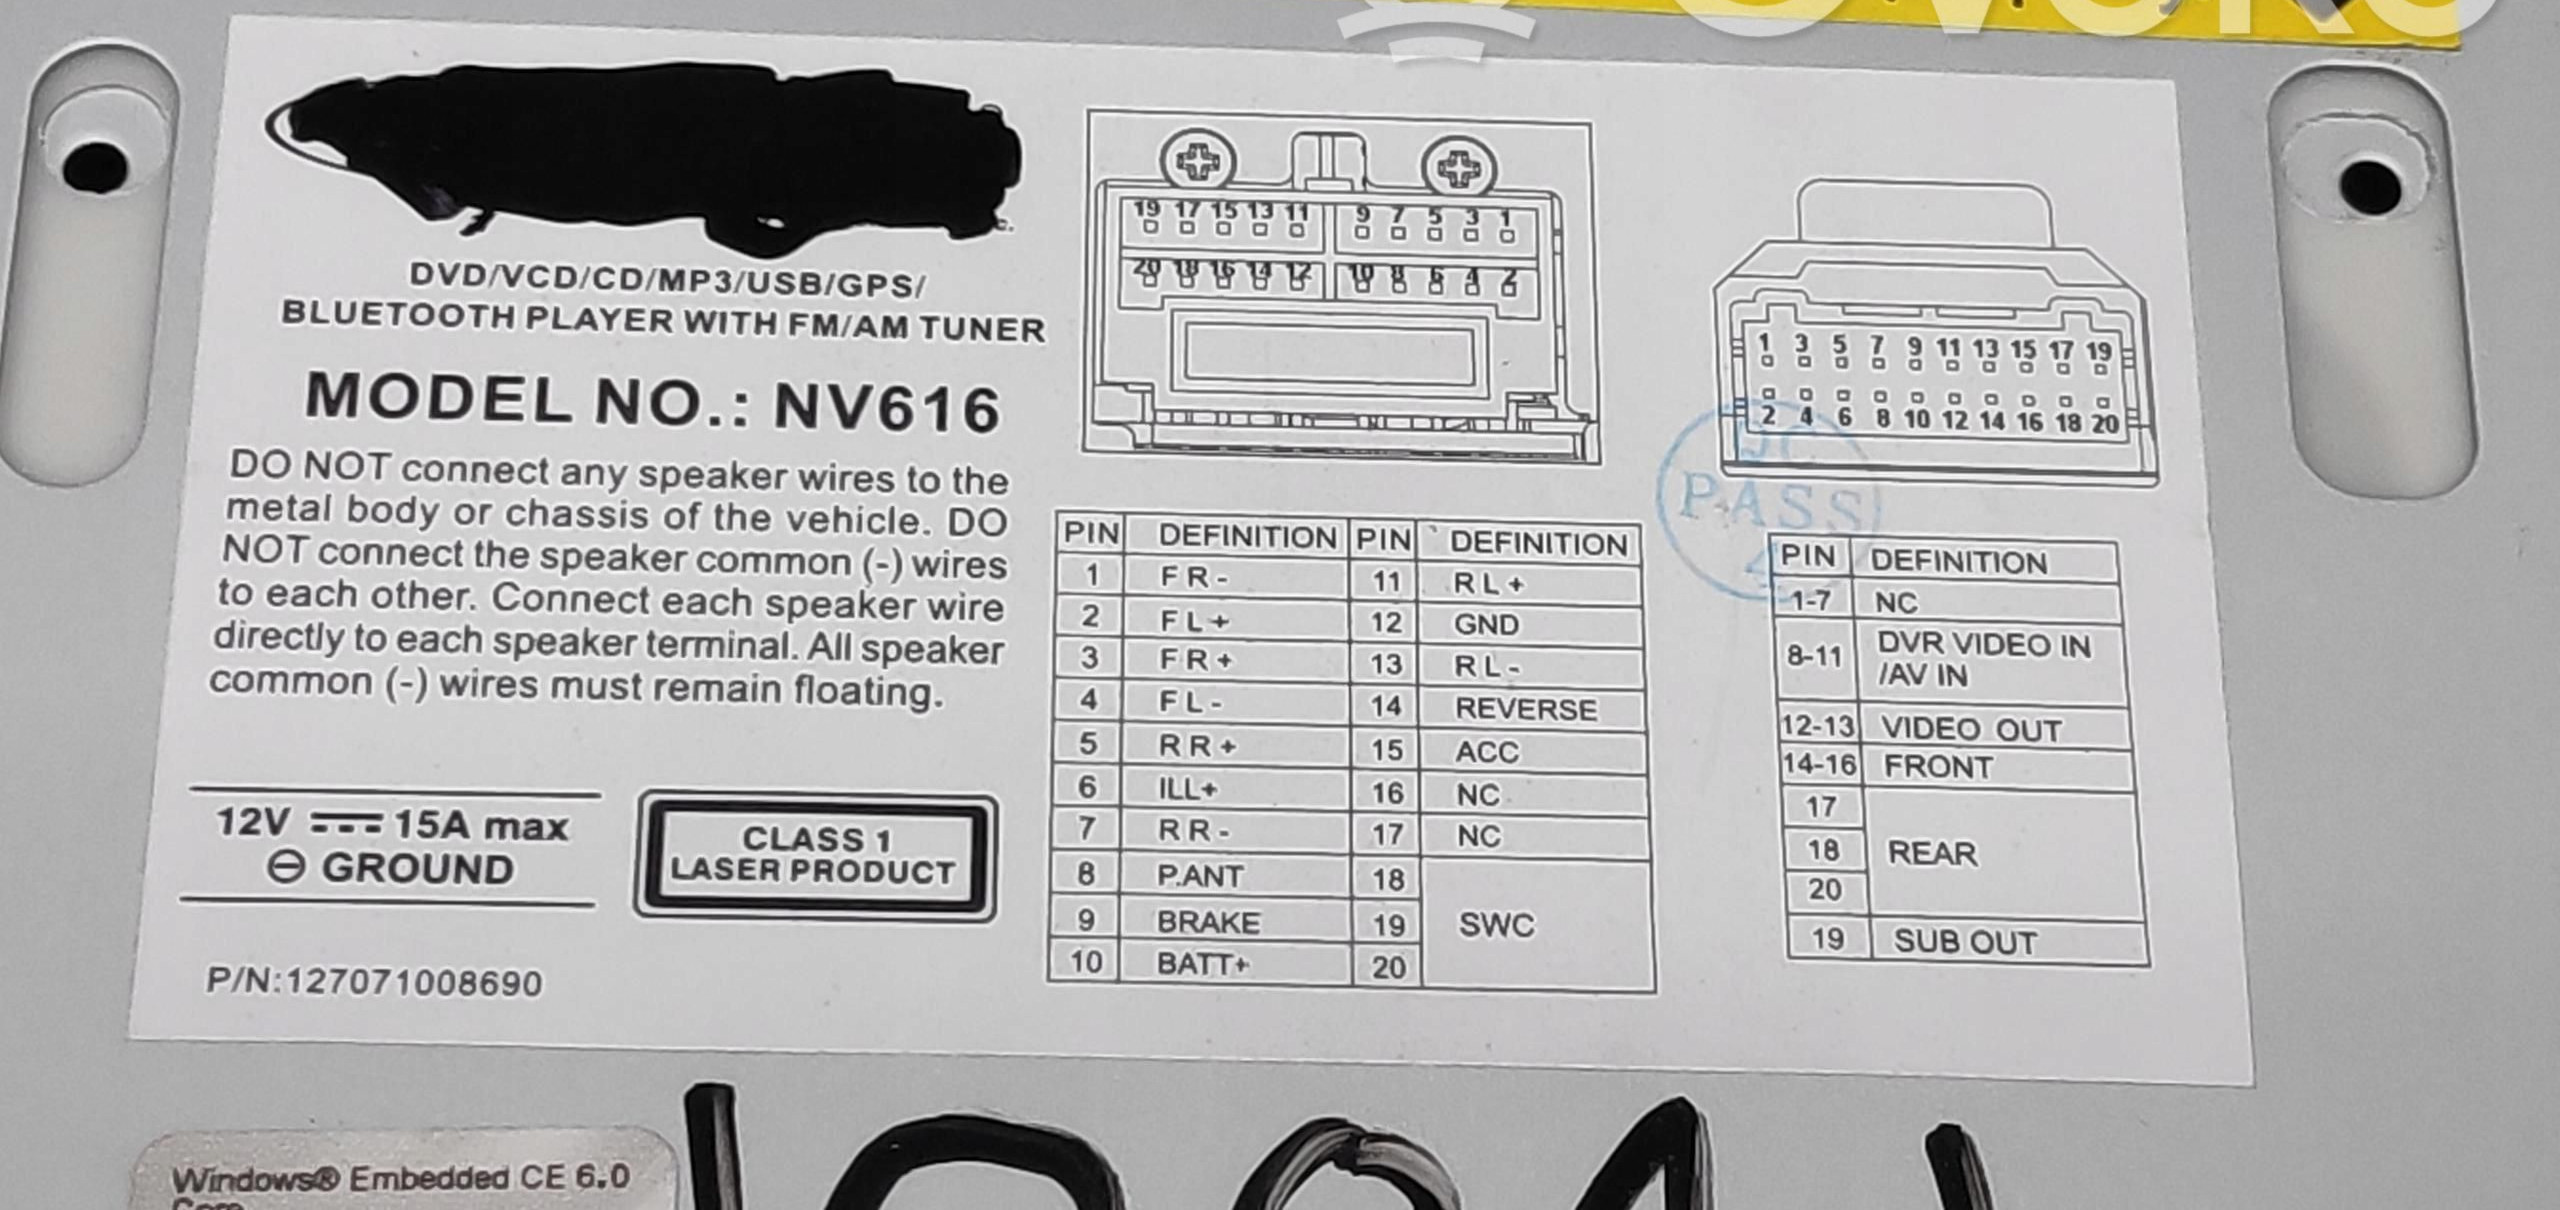 DVD/VCD/CD/MP3/USB/GPS/
BLUETOOTH PLAYER WITH FM/AM TUNER
MODEL NO.: NV616
DO NOT connect any speaker wires to the
metal body or chassis of the vehicle. DO
NOT connect the speaker common (-) wires
to each other. Connect each speaker wire
directly to each speaker terminal. All speaker
common (-) wires must remain floating.
12V 15A max
GROUND
CLASS 1
LASER PRODUCT
P/N:127071008690
19 17 15 13 11 9 7 5 3 1
20 18 16 14 12 10 8 6 4 2
PIN DEFINITION PIN DEFINITION
1 FR- 11 RL+
2 FL+ 12 GND
3 FR+ 13 RL-
4 FL- 14 REVERSE
5 RR+ 15 ACC
6 ILL+ 16 NC
7 RR- 17 NC
8 P.ANT 18
9 BRAKE 19 SWC
10 BATT+ 20
1 3 5 7 9 11 13 15 17 19
2 4 6 8 10 12 14 16 18 20
PASS
PIN DEFINITION
1-7 NC
8-11 DVR VIDEO IN
/AV IN
12-13 VIDEO OUT
14-16 FRONT
17
18 REAR
20
19 SUB OUT
Windows® Embedded CE 6.0